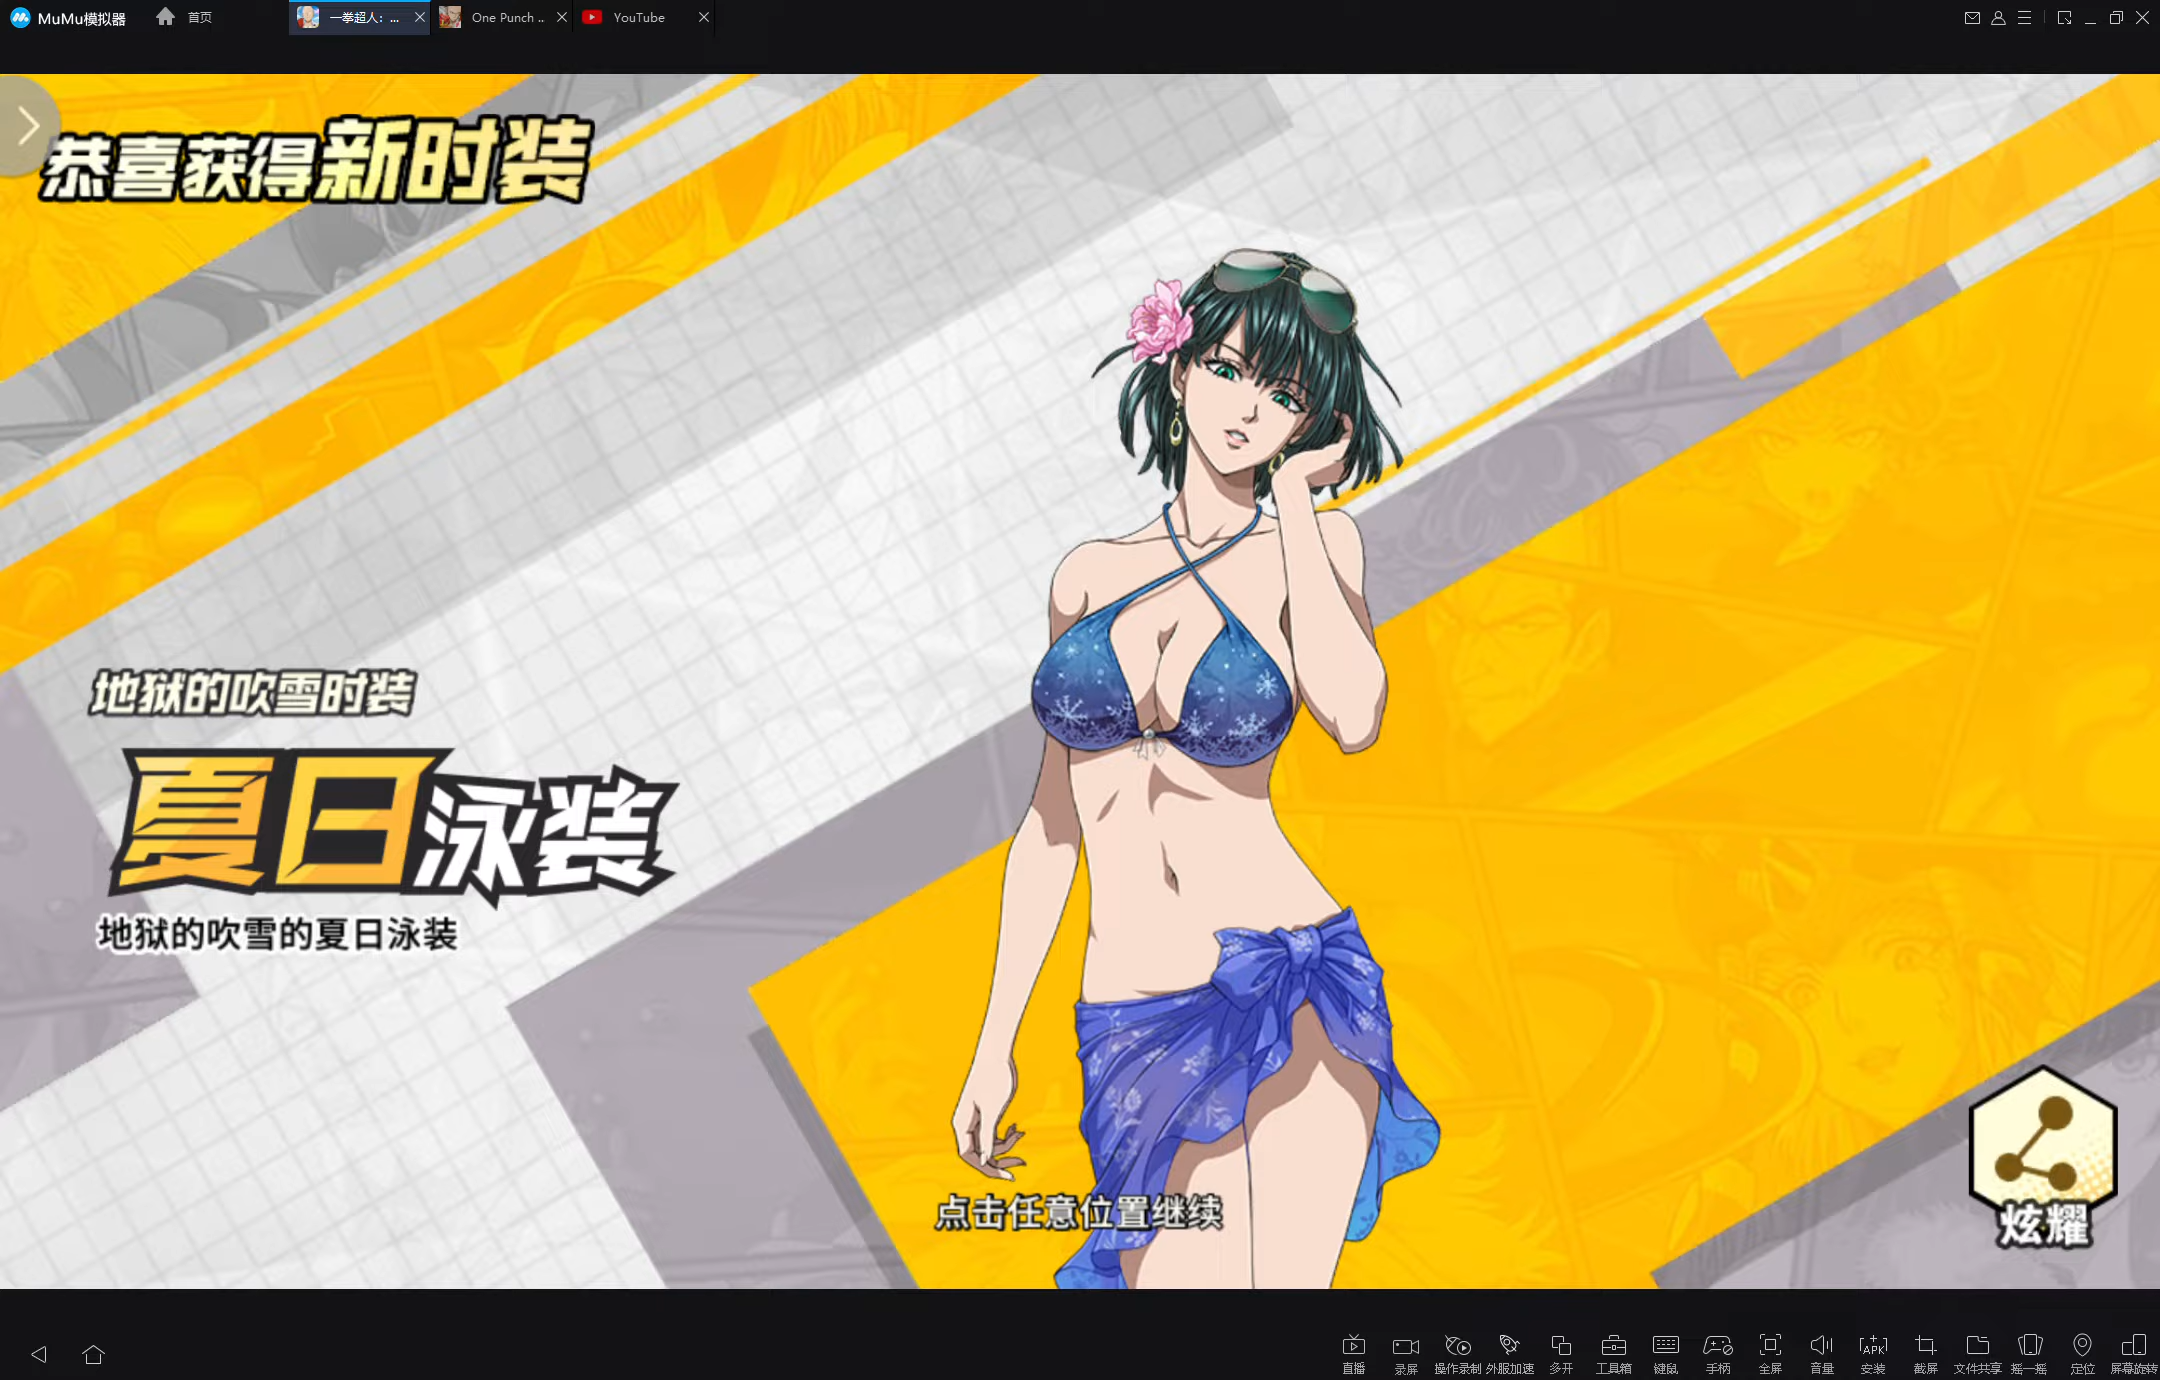 MuMu模拟器
首页
一拳超人：...
One Punch ...
YouTube
恭喜获得新时装
地狱的吹雪时装
夏日泳装
地狱的吹雪的夏日泳装
点击任意位置继续
炫耀
直播
录屏
操作录制
外服加速
多开
工具箱
键鼠
手柄
全屏
音量
APK
安装
截屏
文件共享
摇一摇
定位
屏幕旋转